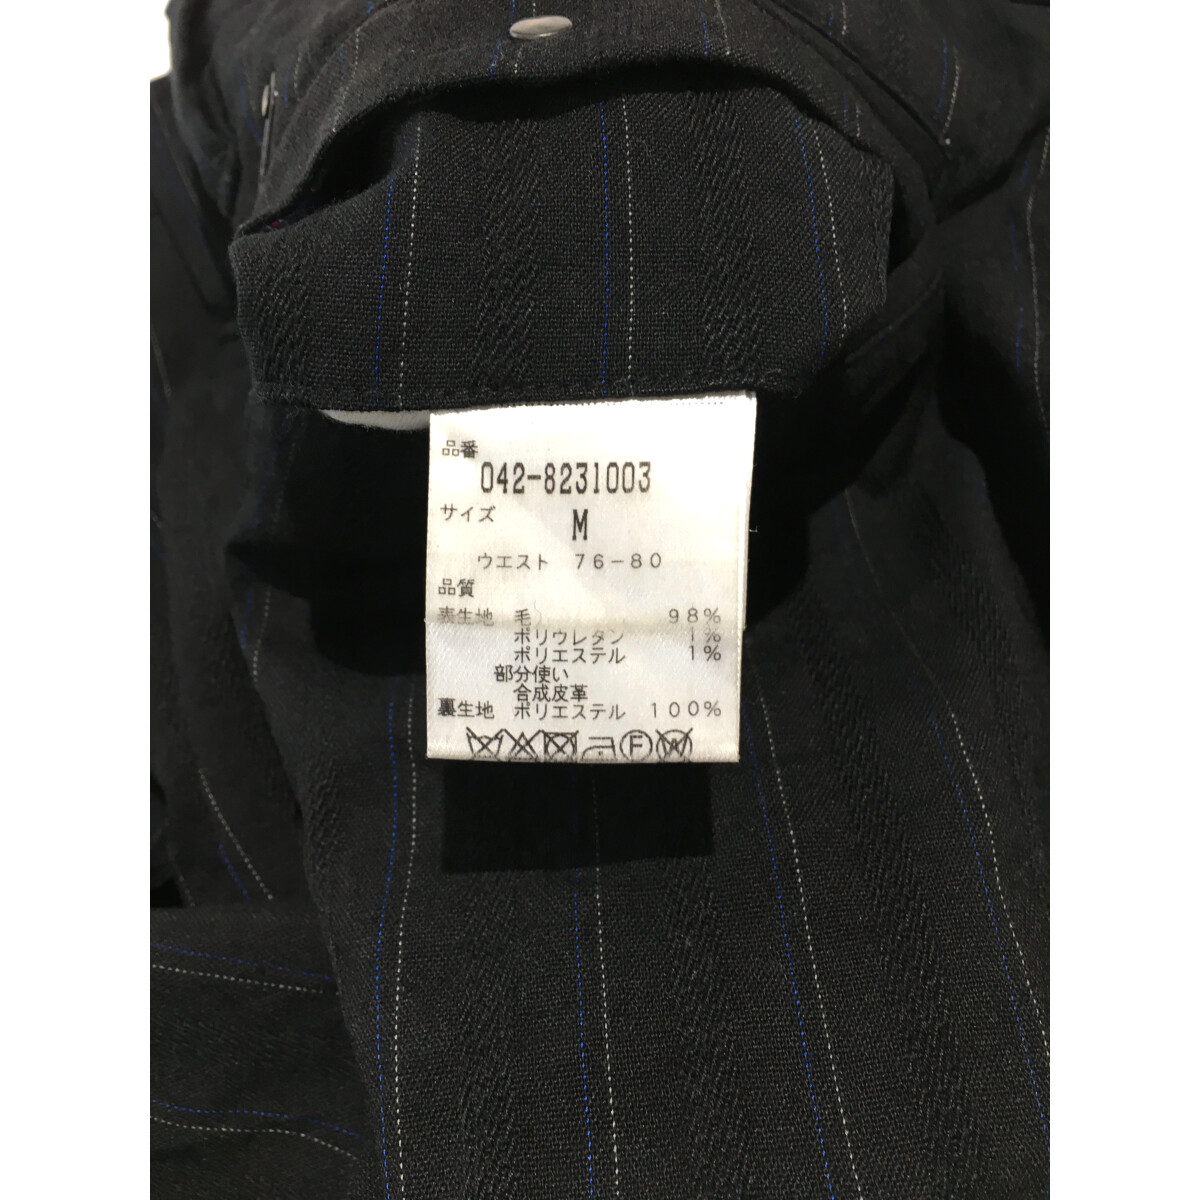 品番
042-8231003
サイズ
M
ウエスト 76-80
品質
表生地 毛 98%
ポリウレタン 1%
ポリエステル 1%
部分使い
合成皮革
裏生地 ポリエステル 100%
F W